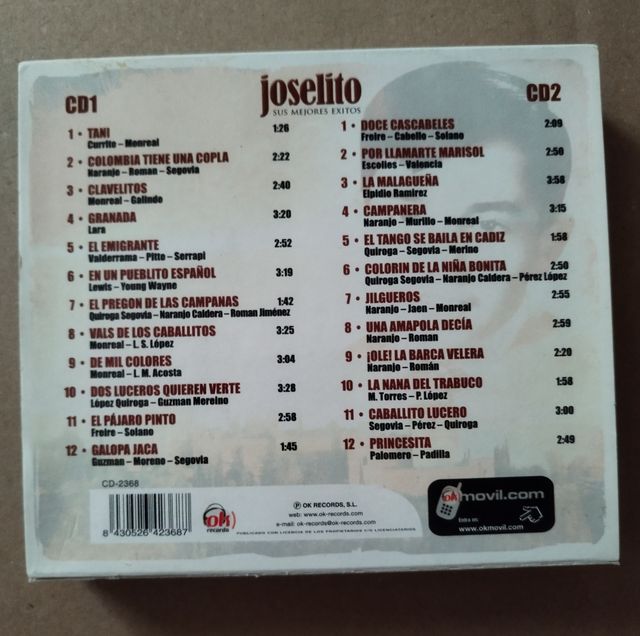 joselito
SUS MEJORES EXITOS
CD1
1 • TANI 1:26
Currito – Monreal
2 • COLOMBIA TIENE UNA COPLA 2:22
Naranjo – Roman – Segovia
3 • CLAVELITOS 2:40
Monreal – Galindo
4 • GRANADA 3:20
Lara
5 • EL EMIGRANTE 2:52
Valderrama – Pitto – Serrapi
6 • EN UN PUEBLITO ESPAÑOL 3:19
Lewis – Young Wayne
7 • EL PREGON DE LAS CAMPANAS 1:42
Quiroga Segovia – Naranjo Caldera – Roman Jiménez
8 • VALS DE LOS CABALLITOS 3:25
Monreal – L. S. López
9 • DE MIL COLORES 3:04
Monreal – L. M. Acosta
10 • DOS LUCEROS QUIEREN VERTE 3:28
López Quiroga – Guzman Mereino
11 • EL PÁJARO PINTO 2:58
Freire – Solano
12 • GALOPA JACA 1:45
Guzman – Moreno – Segovia
CD2
1 • DOCE CASCABELES 2:09
Freire – Cabello – Solano
2 • POR LLAMARTE MARISOL 2:50
Escolies – Valencia
3 • LA MALAGUEÑA 3:58
Elpidio Ramirez
4 • CAMPANERA 3:15
Naranjo – Murillo – Monreal
5 • EL TANGO SE BAILA EN CADIZ 1:58
Quiroga – Segovia – Merino
6 • COLORIN DE LA NIÑA BONITA 2:50
Quiroga Segovia – Naranjo Caldera – Pérez López
7 • JILGUEROS 2:55
Naranjo – Jaen – Monreal
8 • UNA AMAPOLA DECÍA 2:59
Naranjo – Roman
9 • ¡OLE! LA BARCA VELERA 2:20
Naranjo – Román
10 • LA NANA DEL TRABUCO 1:58
M. Torres – P. López
11 • CABALLITO LUCERO 3:00
Segovia – Pérez – Quiroga
12 • PRINCESITA 2:49
Palomero – Padilla
CD-2368
8 430526 423687
ok
records
℗ OK RECORDS, S.L.
web: www.ok-records.com
e-mail: ok-records@ok-records.com
PUBLICADO CON LICENCIA DE LOS PROPIETARIOS Y/O LICENCIATARIOS
okmovil.com
Entra en:
www.okmovil.com